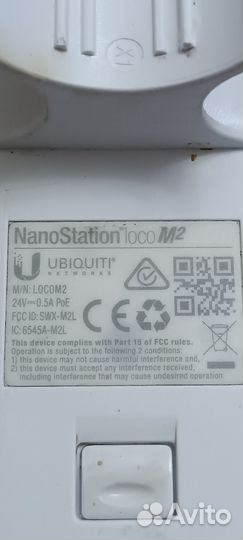 NanoStation loco M2
UBIQUITI
NETWORKS
M/N: LOCOM2
24V⎓0.5A PoE
FCC ID: SWX-M2L
IC: 6545A-M2L
This device complies with Part 15 of FCC rules.
Operation is subject to the following 2 conditions:
1) this device may not cause harmful interference, and
2) this device must accept any interference received,
including interference that may cause undesired operation.
Avito